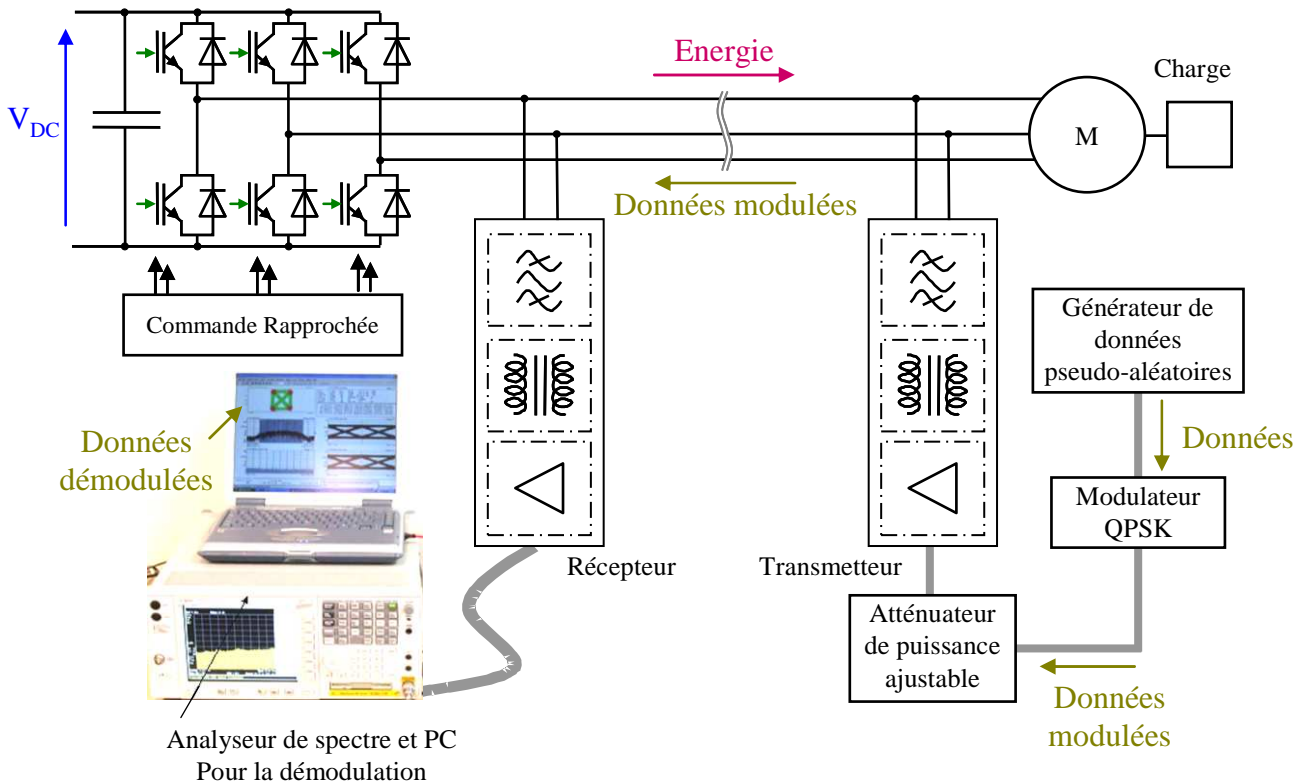 Energie
Charge
V_DC
M
Données modulées
Commande Rapprochée
Générateur de
données
pseudo-aléatoires
Données
démodulées
Données
Modulateur
QPSK
Récepteur
Transmetteur
Atténuateur
de puissance
ajustable
Données
modulées
Analyseur de spectre et PC
Pour la démodulation